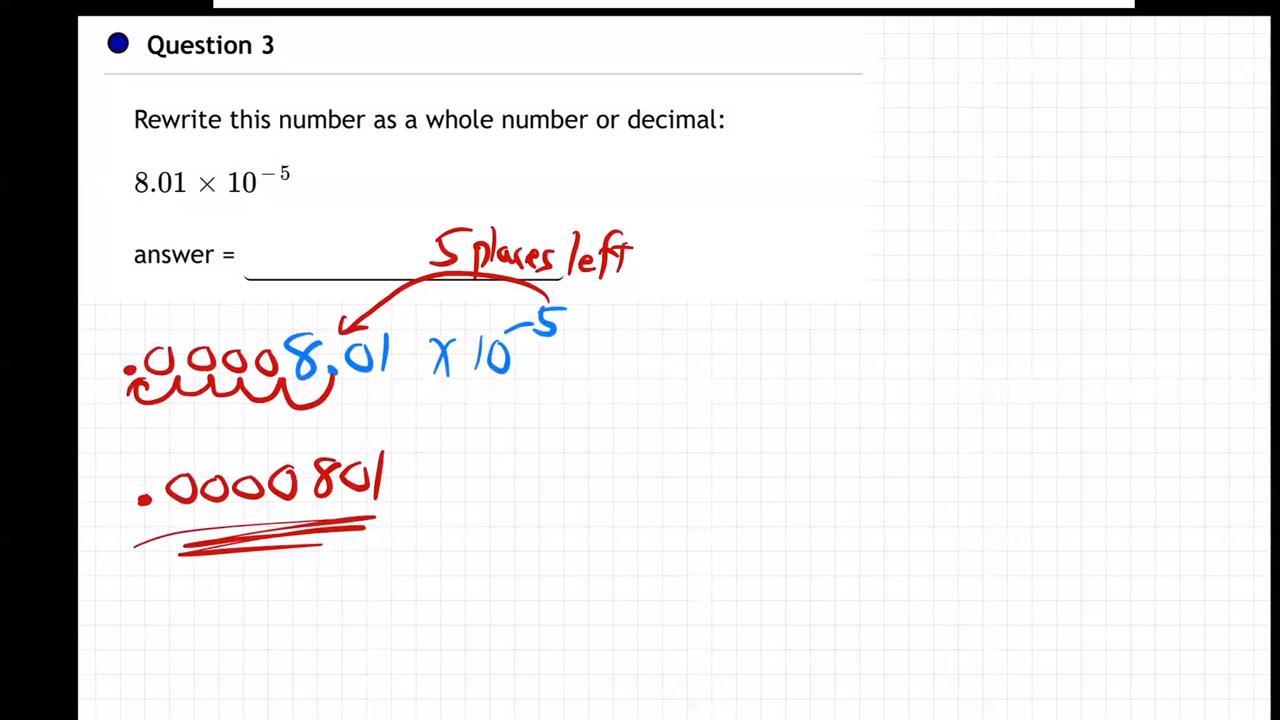 Question 3
Rewrite this number as a whole number or decimal:
8.01 × 10⁻⁵
answer =
5 places left
.00008.01 x 10⁻⁵
.0000801